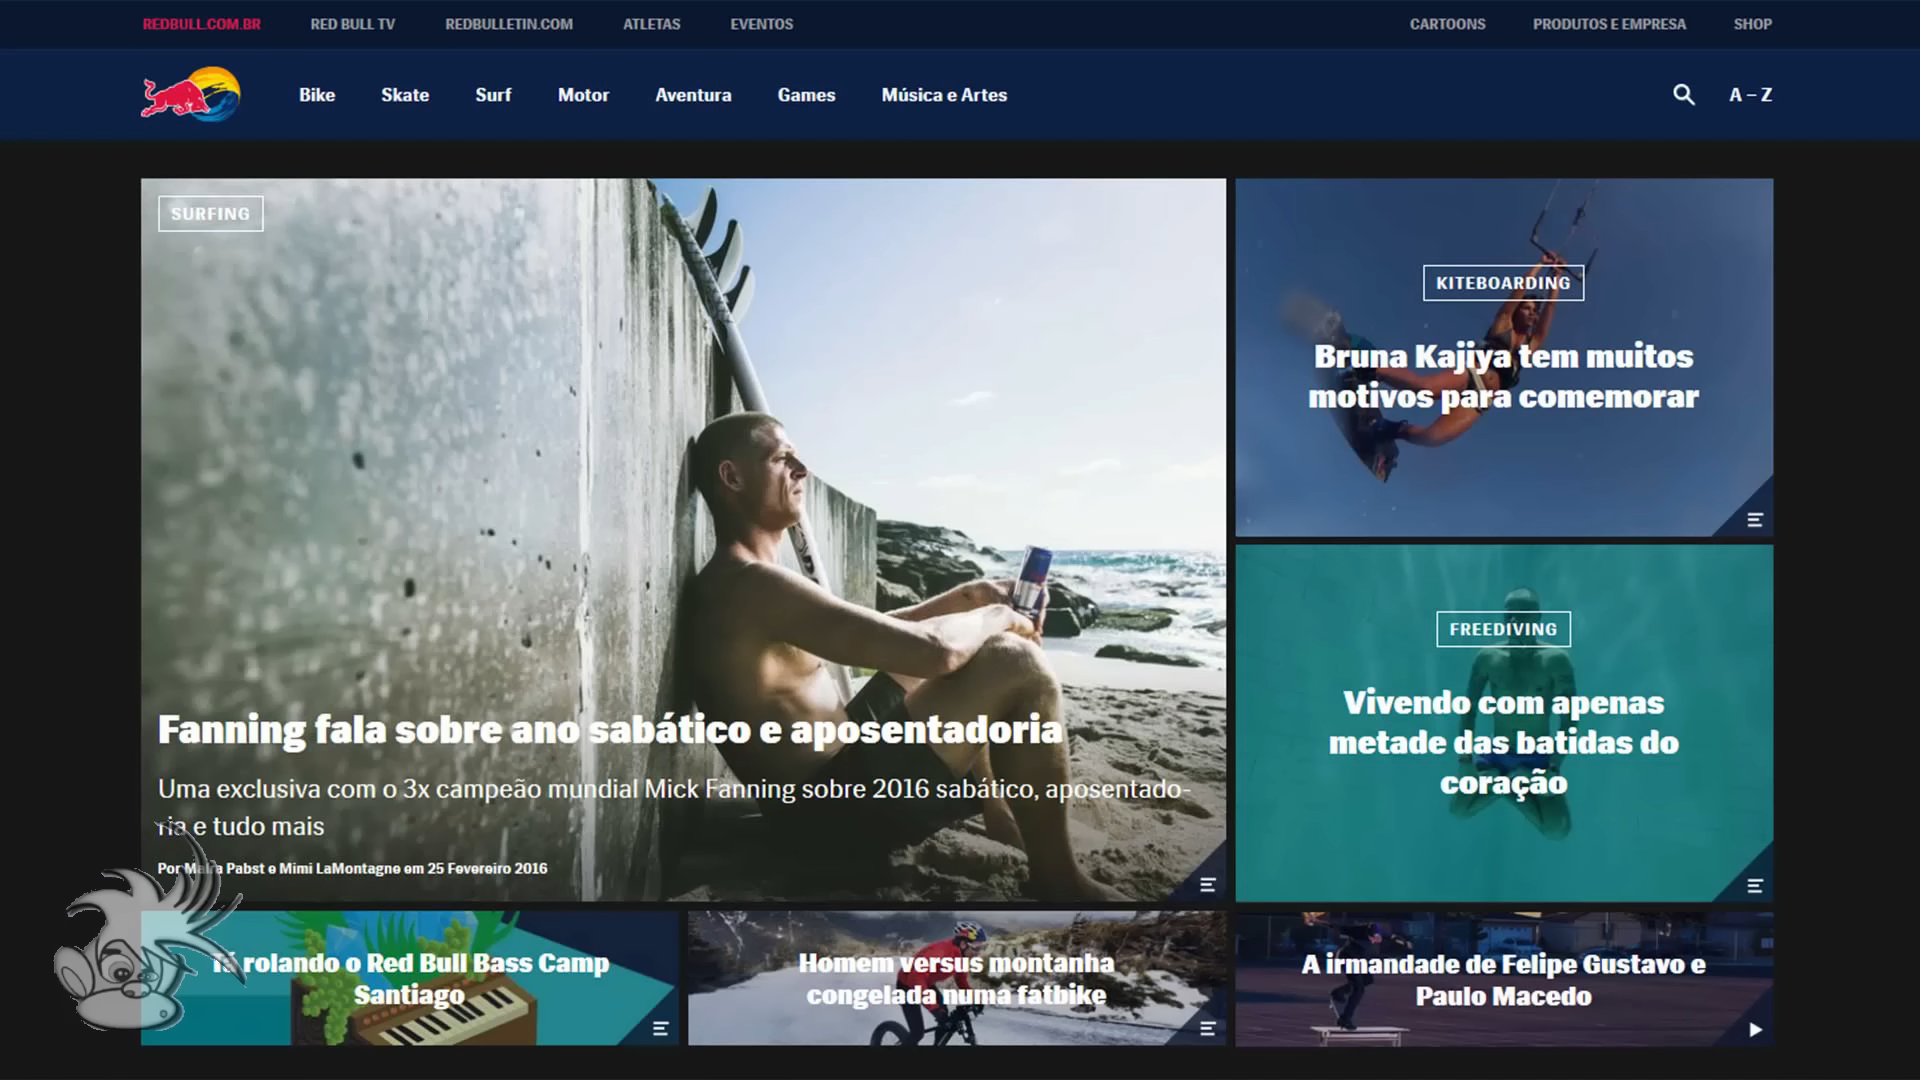 REDBULL.COM.BR RED BULL TV REDBULLETIN.COM ATLETAS EVENTOS CARTOONS PRODUTOS E EMPRESA SHOP
Bike Skate Surf Motor Aventura Games Música e Artes A – Z
SURFING
Fanning fala sobre ano sabático e aposentadoria
Uma exclusiva com o 3x campeão mundial Mick Fanning sobre 2016 sabático, aposentado-
ria e tudo mais
Por Maíra Pabst e Mimi LaMontagne em 25 Fevereiro 2016
KITEBOARDING
Bruna Kajiya tem muitos
motivos para comemorar
FREEDIVING
Vivendo com apenas
metade das batidas do
coração
Tá rolando o Red Bull Bass Camp
Santiago
Homem versus montanha
congelada numa fatbike
A irmandade de Felipe Gustavo e
Paulo Macedo